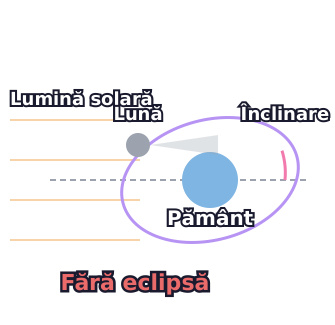 Lumină solară
Lună
Înclinare
Pământ
Fără eclipsă